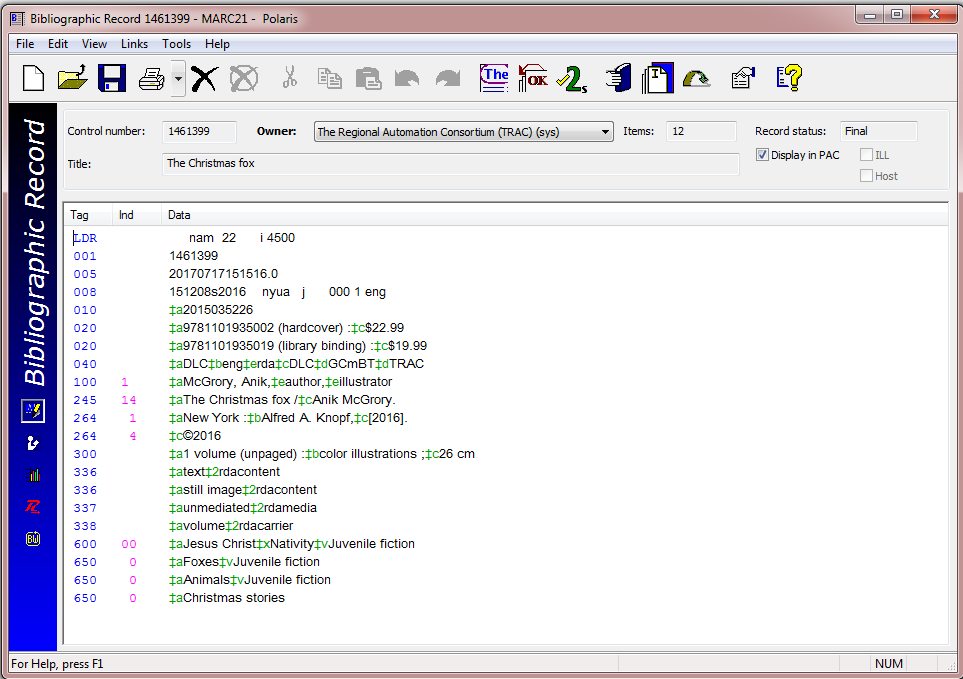 Bibliographic Record 1461399 - MARC21 - Polaris
File Edit View Links Tools Help
The OK 2s
Bibliographic Record
Control number: 1461399 Owner: The Regional Automation Consortium (TRAC) (sys) Items: 12 Record status: Final
Title: The Christmas fox Display in PAC ILL
Host
Tag Ind Data
LDR nam 22 i 4500
001 1461399
005 20170717151516.0
008 151208s2016 nyua j 000 1 eng
010 ‡a2015035226
020 ‡a9781101935002 (hardcover) :‡c$22.99
020 ‡a9781101935019 (library binding) :‡c$19.99
040 ‡aDLC‡beng‡erda‡cDLC‡dGCmBT‡dTRAC
100 1 ‡aMcGrory, Anik,‡eauthor,‡eillustrator
245 14 ‡aThe Christmas fox /‡cAnik McGrory.
264 1 ‡aNew York :‡bAlfred A. Knopf,‡c[2016].
264 4 ‡c©2016
300 ‡a1 volume (unpaged) :‡bcolor illustrations ;‡c26 cm
336 ‡atext‡2rdacontent
336 ‡astill image‡2rdacontent
337 ‡aunmediated‡2rdamedia
338 ‡avolume‡2rdacarrier
600 00 ‡aJesus Christ‡xNativity‡vJuvenile fiction
650 0 ‡aFoxes‡vJuvenile fiction
650 0 ‡aAnimals‡vJuvenile fiction
650 0 ‡aChristmas stories
For Help, press F1 NUM